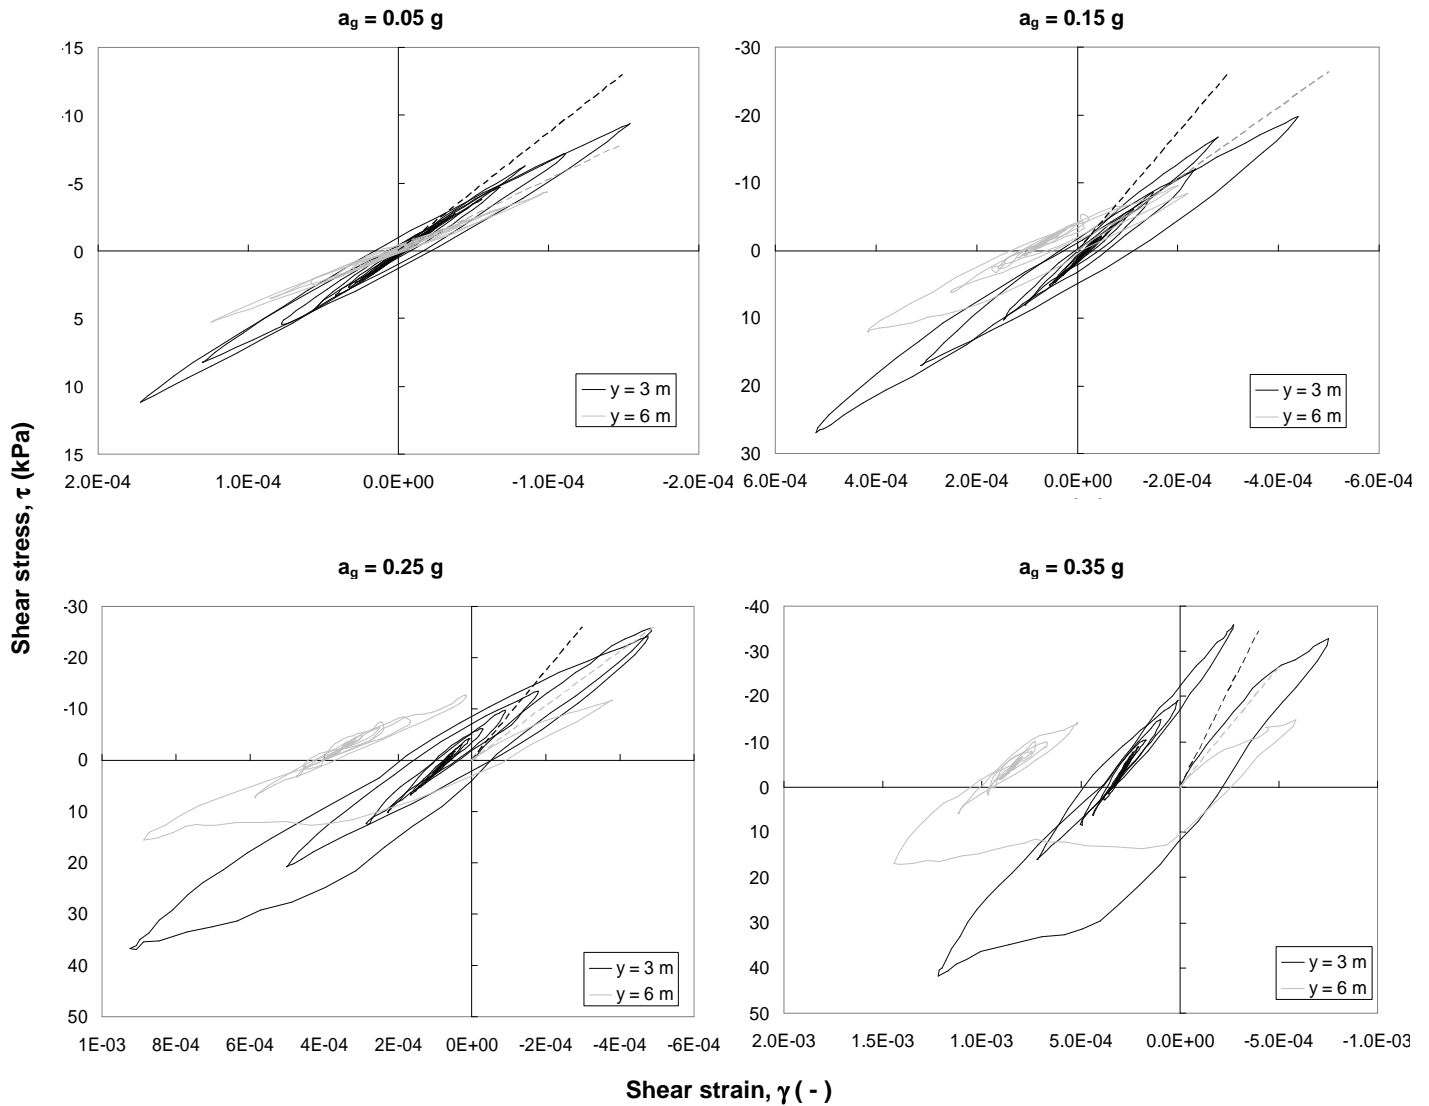 a_g = 0.05 g
-15
-10
-5
0
5
10
15
2.0E-04 1.0E-04 0.0E+00 -1.0E-04 -2.0E-04
y = 3 m
y = 6 m
a_g = 0.15 g
-30
-20
-10
0
10
20
30
6.0E-04 4.0E-04 2.0E-04 0.0E+00 -2.0E-04 -4.0E-04 -6.0E-04
y = 3 m
y = 6 m
Shear stress, τ (kPa)
a_g = 0.25 g
-30
-20
-10
0
10
20
30
40
50
1E-03 8E-04 6E-04 4E-04 2E-04 0E+00 -2E-04 -4E-04 -6E-04
y = 3 m
y = 6 m
a_g = 0.35 g
-40
-30
-20
-10
0
10
20
30
40
50
2.0E-03 1.5E-03 1.0E-03 5.0E-04 0.0E+00 -5.0E-04 -1.0E-03
y = 3 m
y = 6 m
Shear strain, γ ( - )